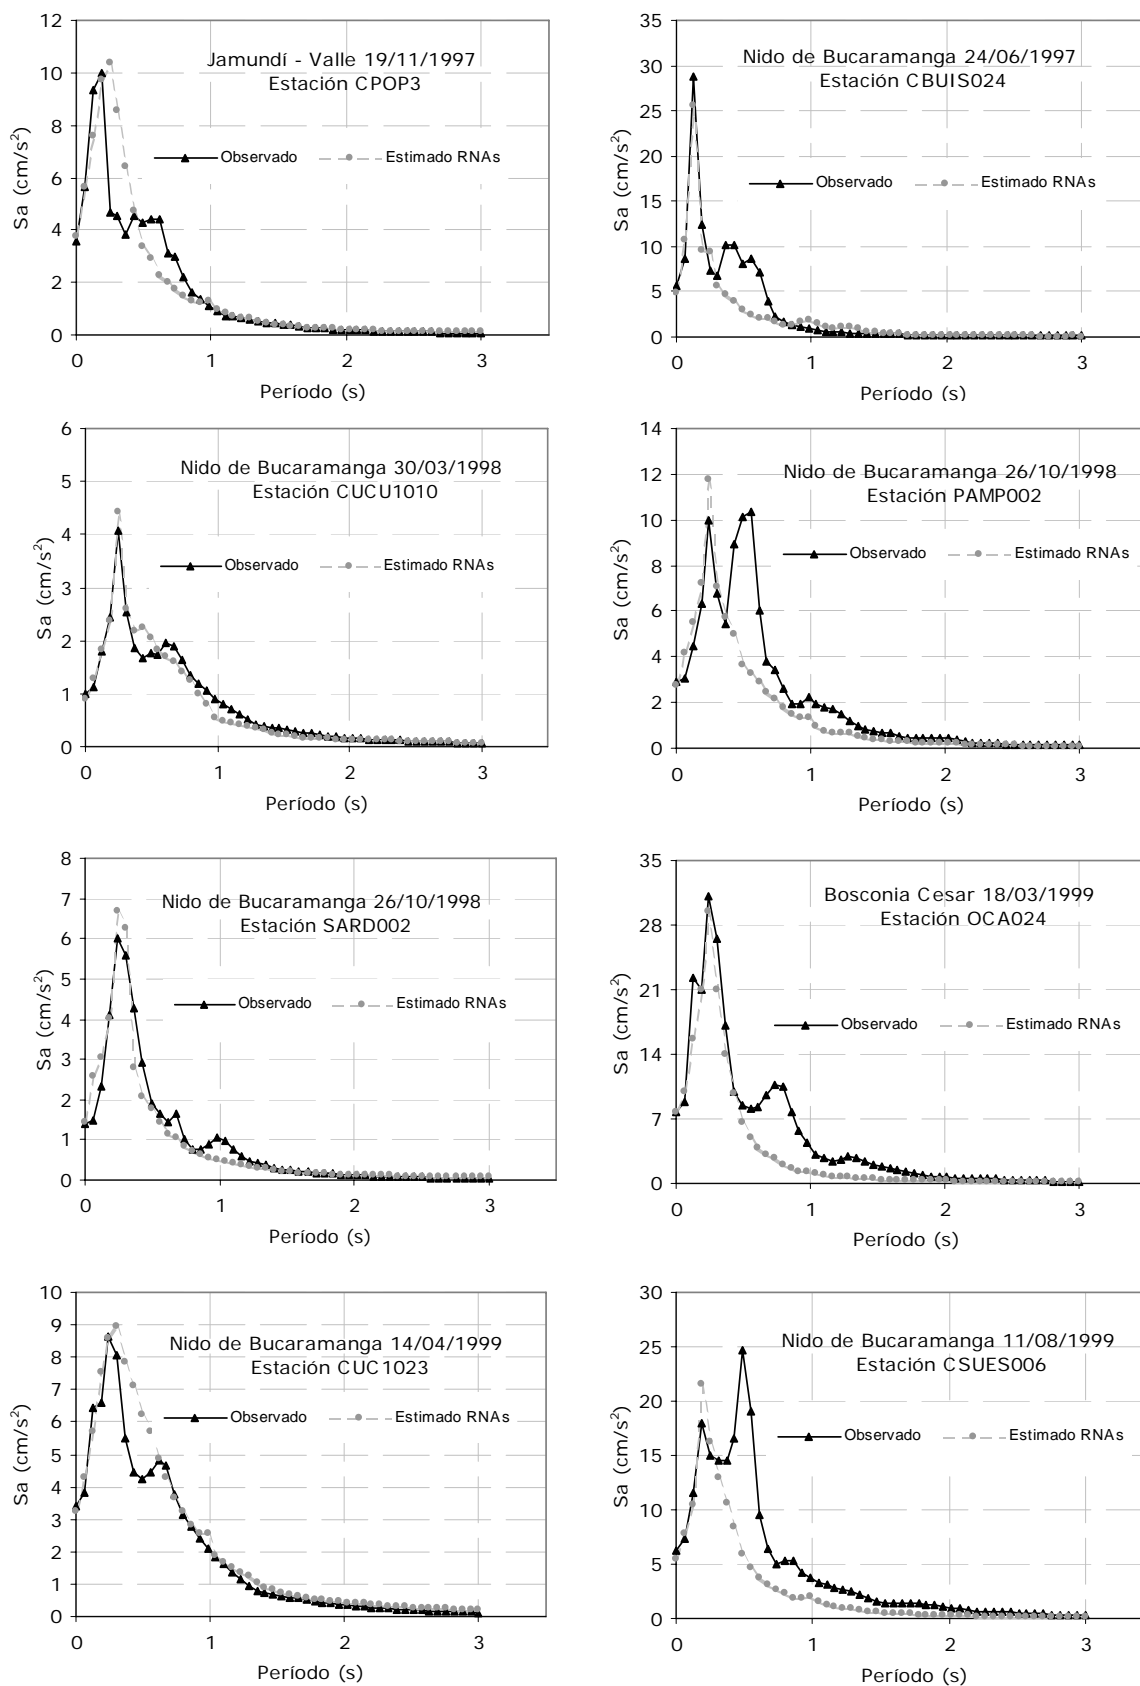 Jamundí - Valle 19/11/1997
Estación CPOP3
Observado
Estimado RNAs
Sa (cm/s²)
12
10
8
6
4
2
0
0 1 2 3
Período (s)
Nido de Bucaramanga 24/06/1997
Estación CBUIS024
Observado
Estimado RNAs
Sa (cm/s²)
35
30
25
20
15
10
5
0
0 1 2 3
Período (s)
Nido de Bucaramanga 30/03/1998
Estación CUCU1010
Observado
Estimado RNAs
Sa (cm/s²)
6
5
4
3
2
1
0
0 1 2 3
Período (s)
Nido de Bucaramanga 26/10/1998
Estación PAMP002
Observado
Estimado RNAs
Sa (cm/s²)
14
12
10
8
6
4
2
0
0 1 2 3
Período (s)
Nido de Bucaramanga 26/10/1998
Estación SARD002
Observado
Estimado RNAs
Sa (cm/s²)
8
7
6
5
4
3
2
1
0
0 1 2 3
Período (s)
Bosconia Cesar 18/03/1999
Estación OCA024
Observado
Estimado RNAs
Sa (cm/s²)
35
28
21
14
7
0
0 1 2 3
Período (s)
Nido de Bucaramanga 14/04/1999
Estación CUC1023
Observado
Estimado RNAs
Sa (cm/s²)
10
9
8
7
6
5
4
3
2
1
0
0 1 2 3
Período (s)
Nido de Bucaramanga 11/08/1999
Estación CSUES006
Observado
Estimado RNAs
Sa (cm/s²)
30
25
20
15
10
5
0
0 1 2 3
Período (s)